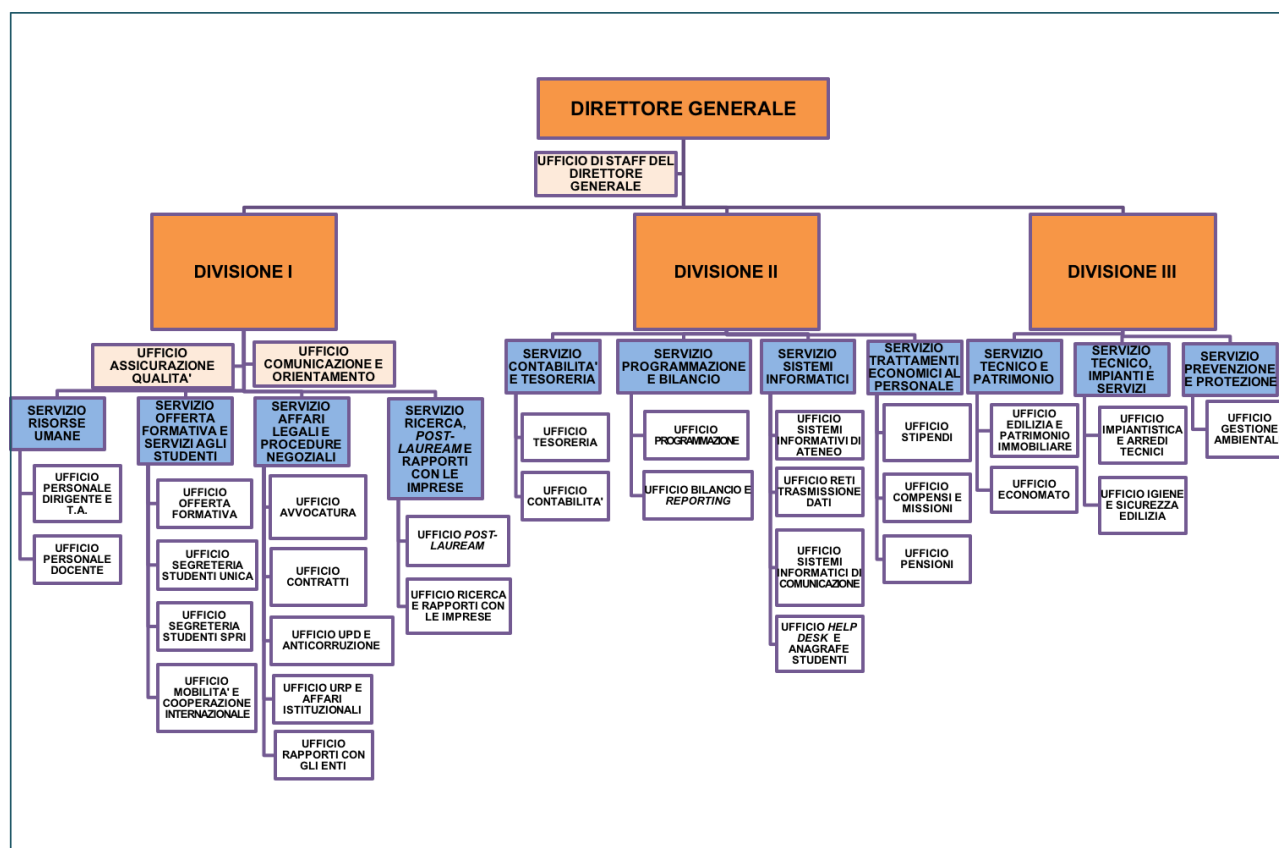 DIRETTORE GENERALE
UFFICIO DI STAFF DEL
DIRETTORE
GENERALE
DIVISIONE I
DIVISIONE II
DIVISIONE III
UFFICIO
ASSICURAZIONE
QUALITA'
UFFICIO
COMUNICAZIONE E
ORIENTAMENTO
SERVIZIO
RISORSE
UMANE
UFFICIO
PERSONALE
DIRIGENTE E
T.A.
UFFICIO
PERSONALE
DOCENTE
SERVIZIO
OFFERTA
FORMATIVA E
SERVIZI AGLI
STUDENTI
UFFICIO
OFFERTA
FORMATIVA
UFFICIO
SEGRETERIA
STUDENTI UNICA
UFFICIO
SEGRETERIA
STUDENTI SPRI
UFFICIO
MOBILITA' E
COOPERAZIONE
INTERNAZIONALE
SERVIZIO
AFFARI
LEGALI E
PROCEDURE
NEGOZIALI
UFFICIO
AVVOCATURA
UFFICIO
CONTRATTI
UFFICIO UPD E
ANTICORRUZIONE
UFFICIO URP E
AFFARI
ISTITUZIONALI
UFFICIO
RAPPORTI CON
GLI ENTI
SERVIZIO
RICERCA, POST-
LAUREAM E
RAPPORTI
CON LE
IMPRESE
UFFICIO POST-
LAUREAM
UFFICIO RICERCA
E RAPPORTI CON
LE IMPRESE
SERVIZIO
CONTABILITA'
E TESORERIA
UFFICIO
TESORERIA
UFFICIO
CONTABILITA'
SERVIZIO
PROGRAMMAZIONE
E BILANCIO
UFFICIO
PROGRAMMAZIONE
UFFICIO BILANCIO E
REPORTING
SERVIZIO
SISTEMI
INFORMATICI
UFFICIO
SISTEMI
INFORMATIVI DI
ATENEO
UFFICIO RETI
TRASMISSIONE
DATI
UFFICIO
SISTEMI
INFORMATICI DI
COMUNICAZIONE
UFFICIO HELP
DESK E
ANAGRAFE
STUDENTI
SERVIZIO
TRATTAMENTI
ECONOMICI AL
PERSONALE
UFFICIO
STIPENDI
UFFICIO
COMPENSI E
MISSIONI
UFFICIO
PENSIONI
SERVIZIO
TECNICO E
PATRIMONIO
UFFICIO
EDILIZIA E
PATRIMONIO
IMMOBILIARE
UFFICIO
ECONOMATO
SERVIZIO
TECNICO,
IMPIANTI E
SERVIZI
UFFICIO
IMPIANTISTICA
E ARREDI
TECNICI
UFFICIO IGIENE
E SICUREZZA
EDILIZIA
SERVIZIO
PREVENZIONE
E PROTEZIONE
UFFICIO
GESTIONE
AMBIENTALE